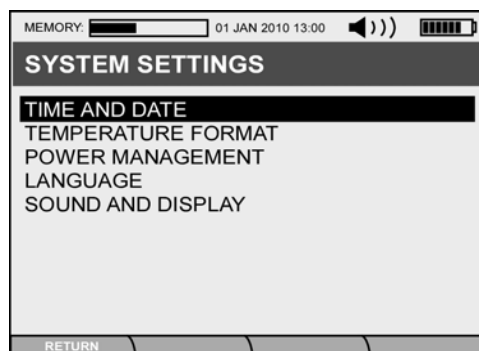 MEMORY: 01 JAN 2010 13:00
SYSTEM SETTINGS
TIME AND DATE
TEMPERATURE FORMAT
POWER MANAGEMENT
LANGUAGE
SOUND AND DISPLAY
RETURN